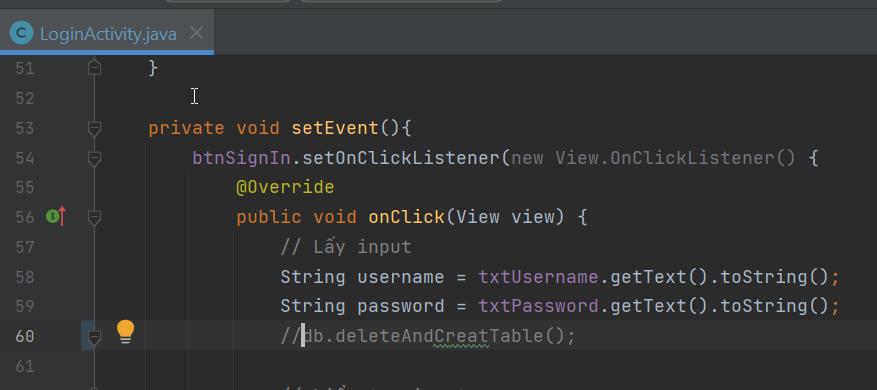 LoginActivity.java
51 }
52
53 private void setEvent(){
54 btnSignIn.setOnClickListener(new View.OnClickListener() {
55 @Override
56 public void onClick(View view) {
57 // Lấy input
58 String username = txtUsername.getText().toString();
59 String password = txtPassword.getText().toString();
60 //db.deleteAndCreatTable();
61